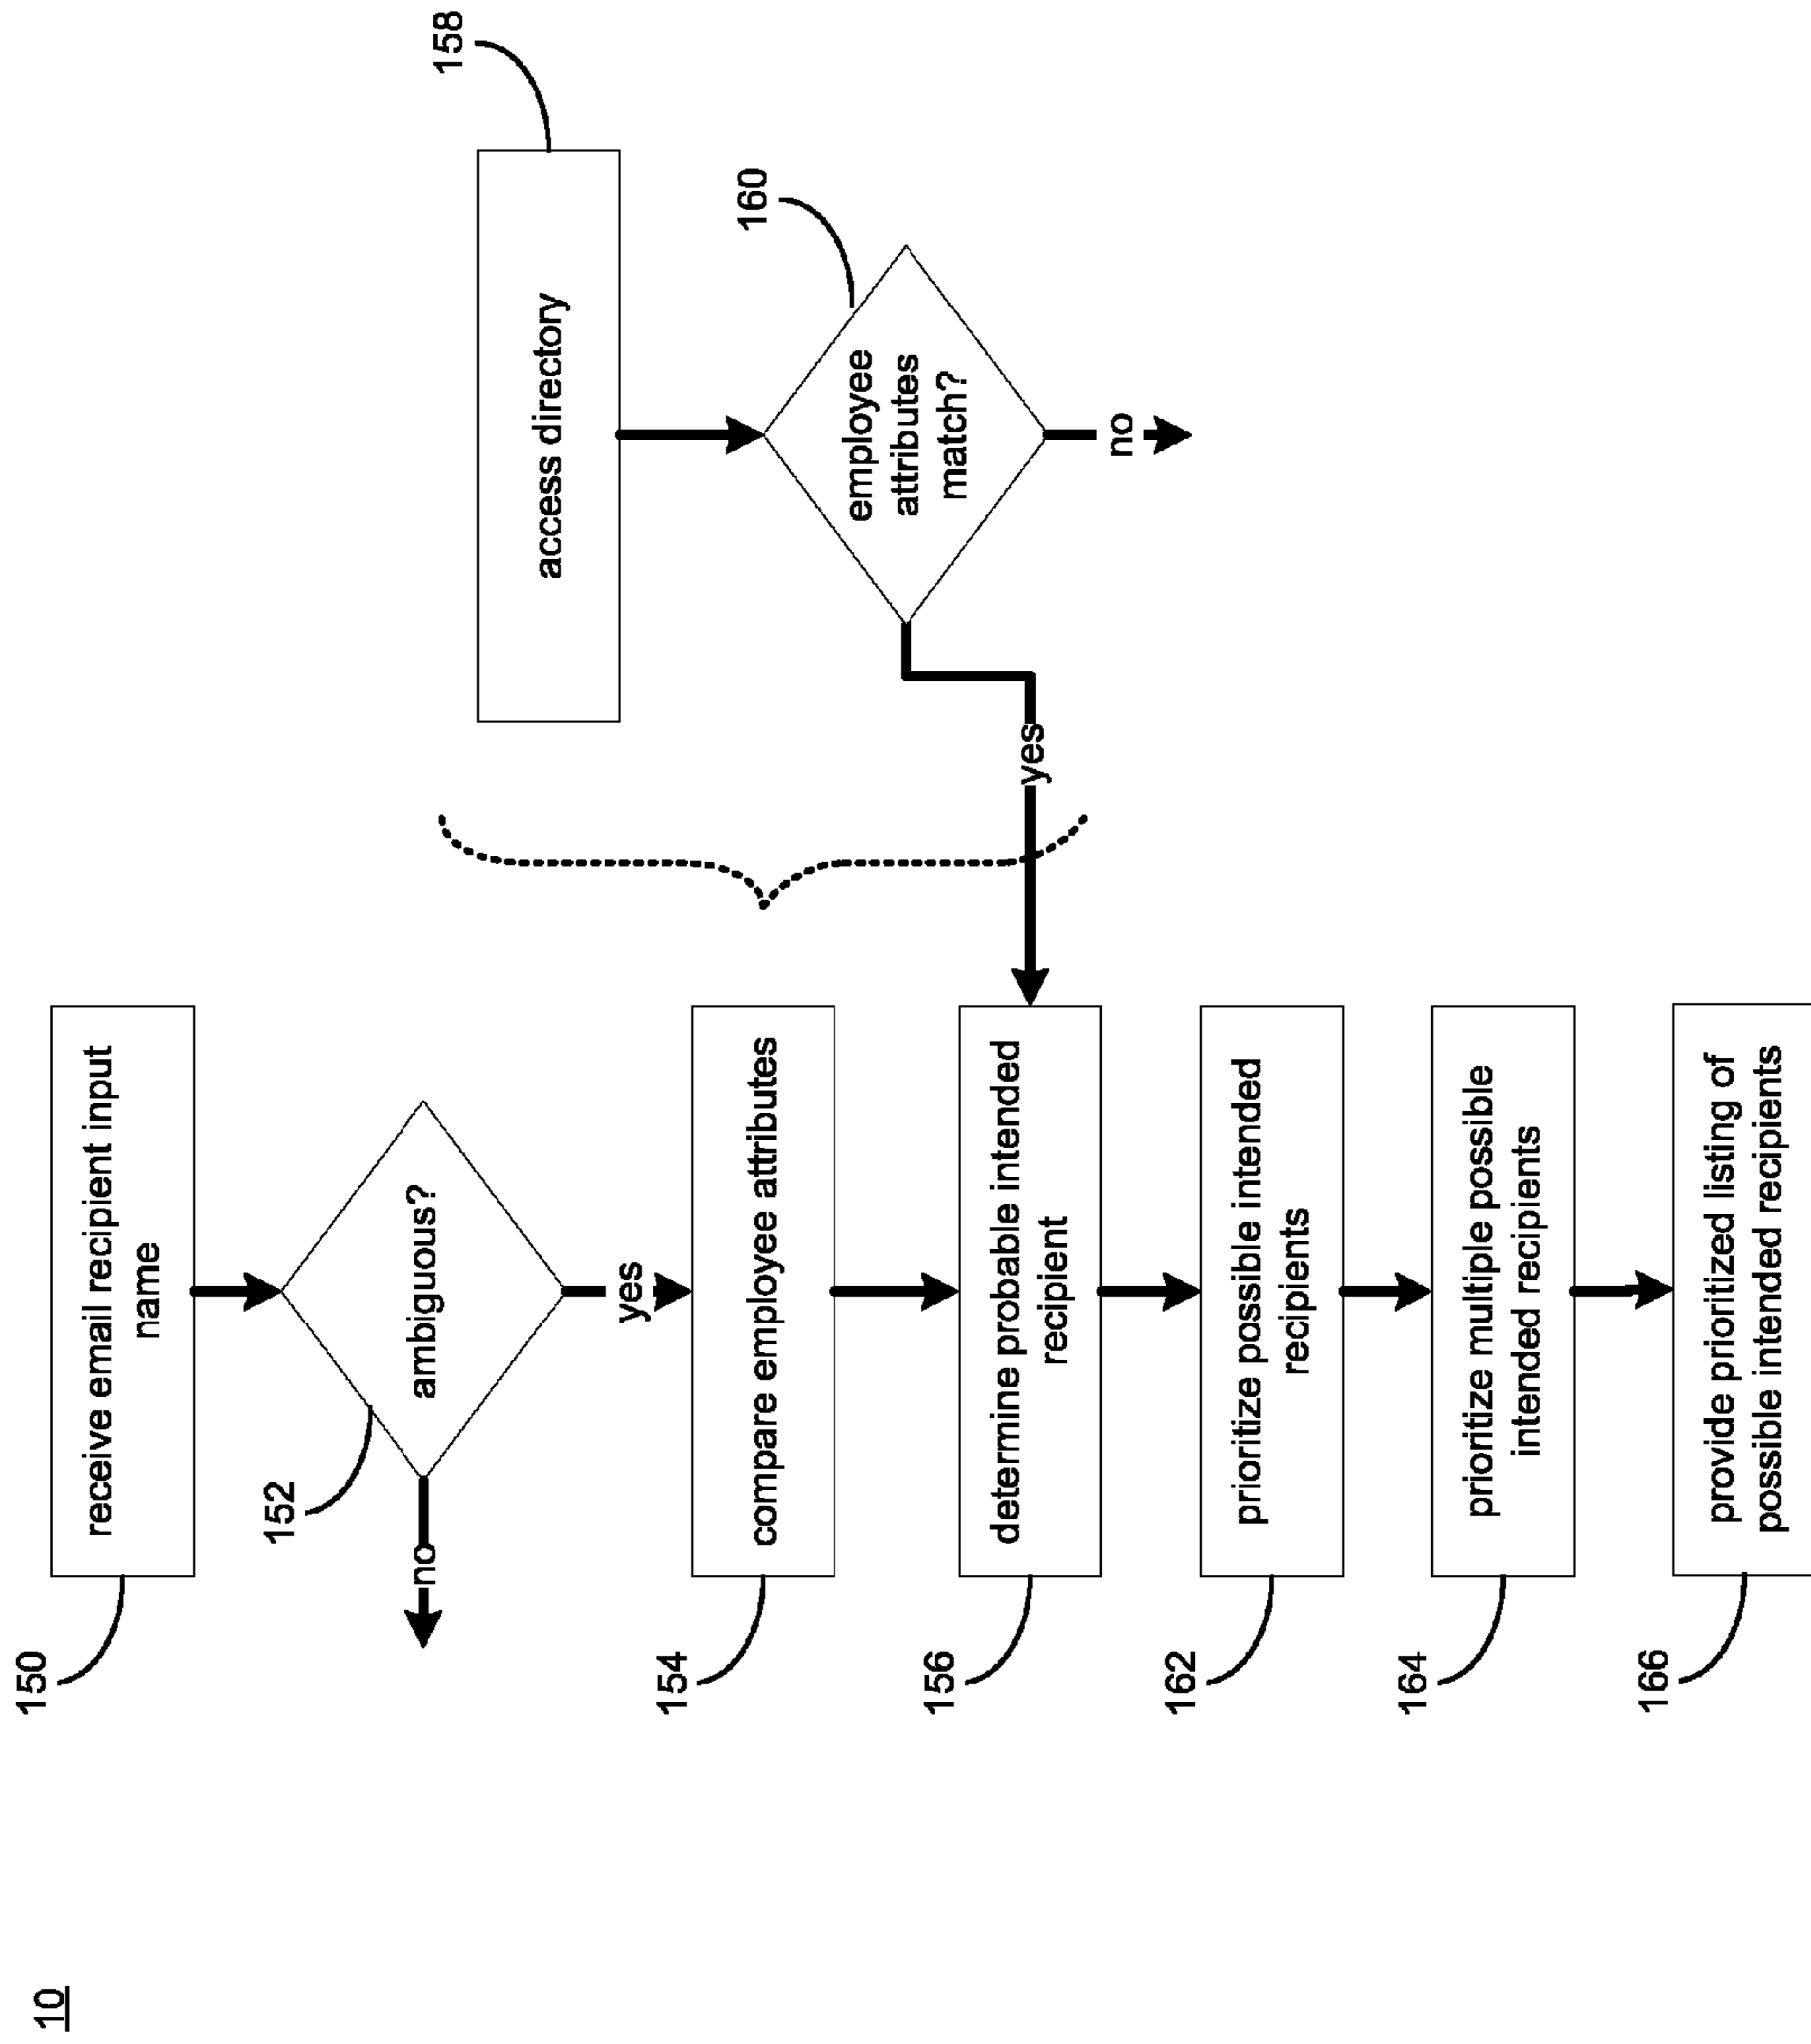 10
150
receive email recipient input
name
152
ambiguous?
no
yes
154
compare employee attributes
156
determine probable intended
recipient
162
prioritize possible intended
recipients
164
prioritize multiple possible
intended recipients
166
provide prioritized listing of
possible intended recipients
158
access directory
160
employee
attributes
match?
yes
no